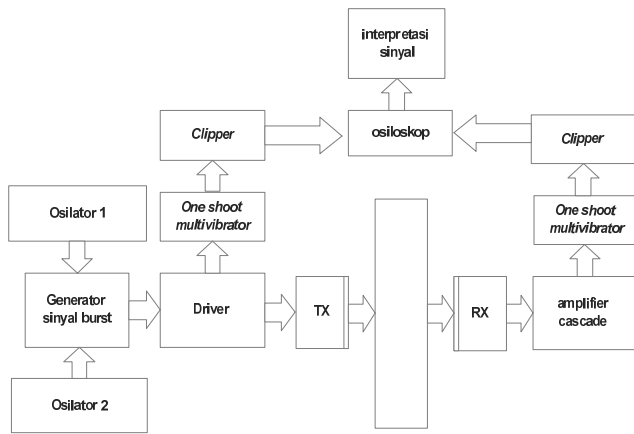 interpretasi
sinyal
Clipper
osiloskop
Clipper
Osilator 1
One shoot
multivibrator
One shoot
multivibrator
Generator
sinyal burst
Driver
TX
RX
amplifier
cascade
Osilator 2